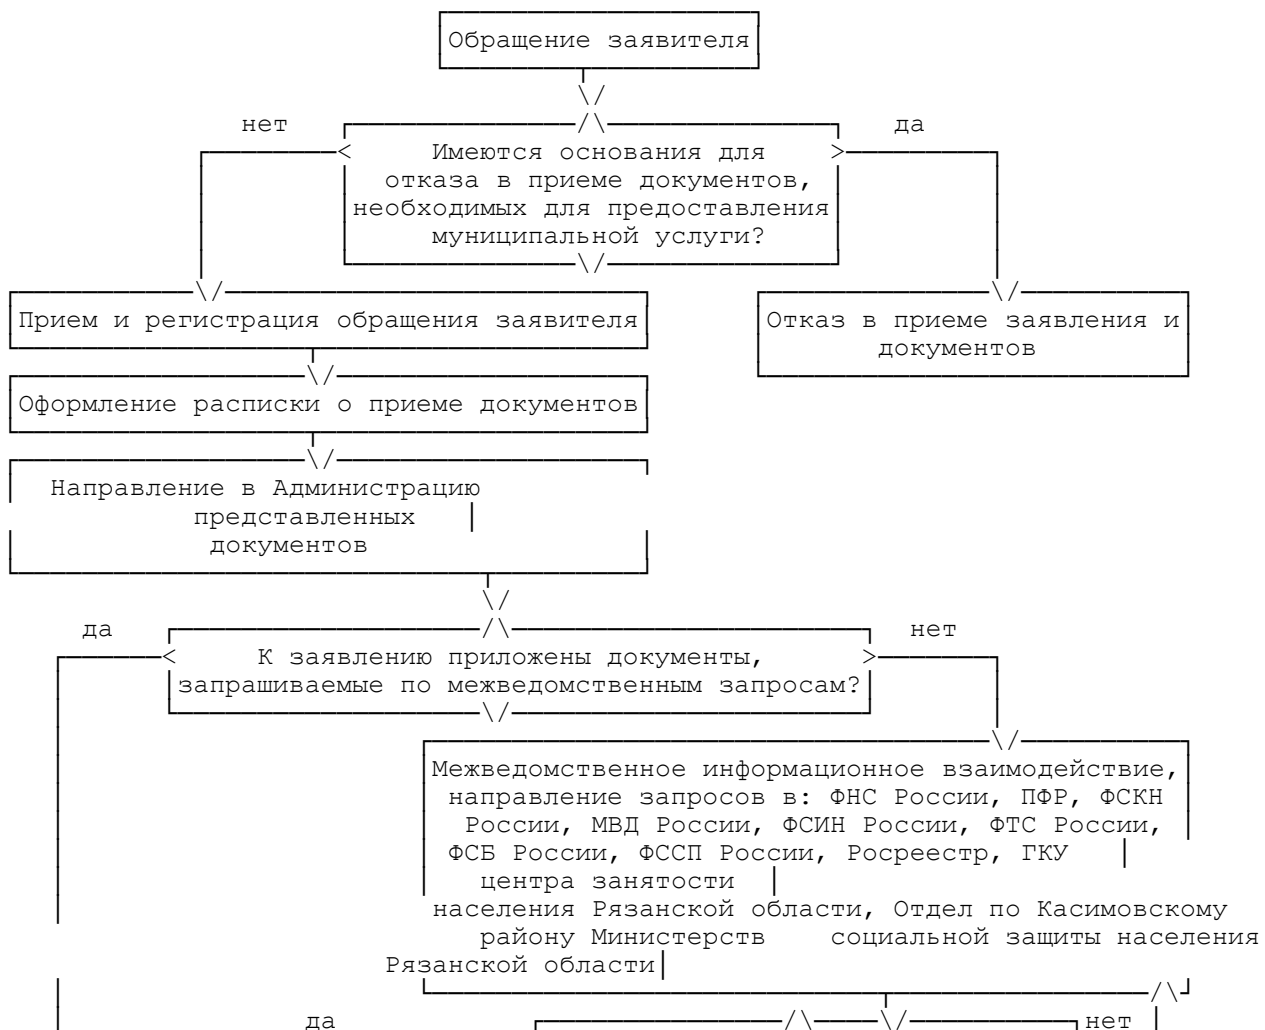 Обращение заявителя
нет да
Имеются основания для
отказа в приеме документов,
необходимых для предоставления
муниципальной услуги?
Прием и регистрация обращения заявителя
Отказ в приеме заявления и
документов
Оформление расписки о приеме документов
Направление в Администрацию
представленных
документов
да нет
К заявлению приложены документы,
запрашиваемые по межведомственным запросам?
Межведомственное информационное взаимодействие,
направление запросов в: ФНС России, ПФР, ФСКН
России, МВД России, ФСИН России, ФТС России,
ФСБ России, ФССП России, Росреестр, ГКУ
центра занятости
населения Рязанской области, Отдел по Касимовскому
району Министерств социальной защиты населения
Рязанской области
да нет